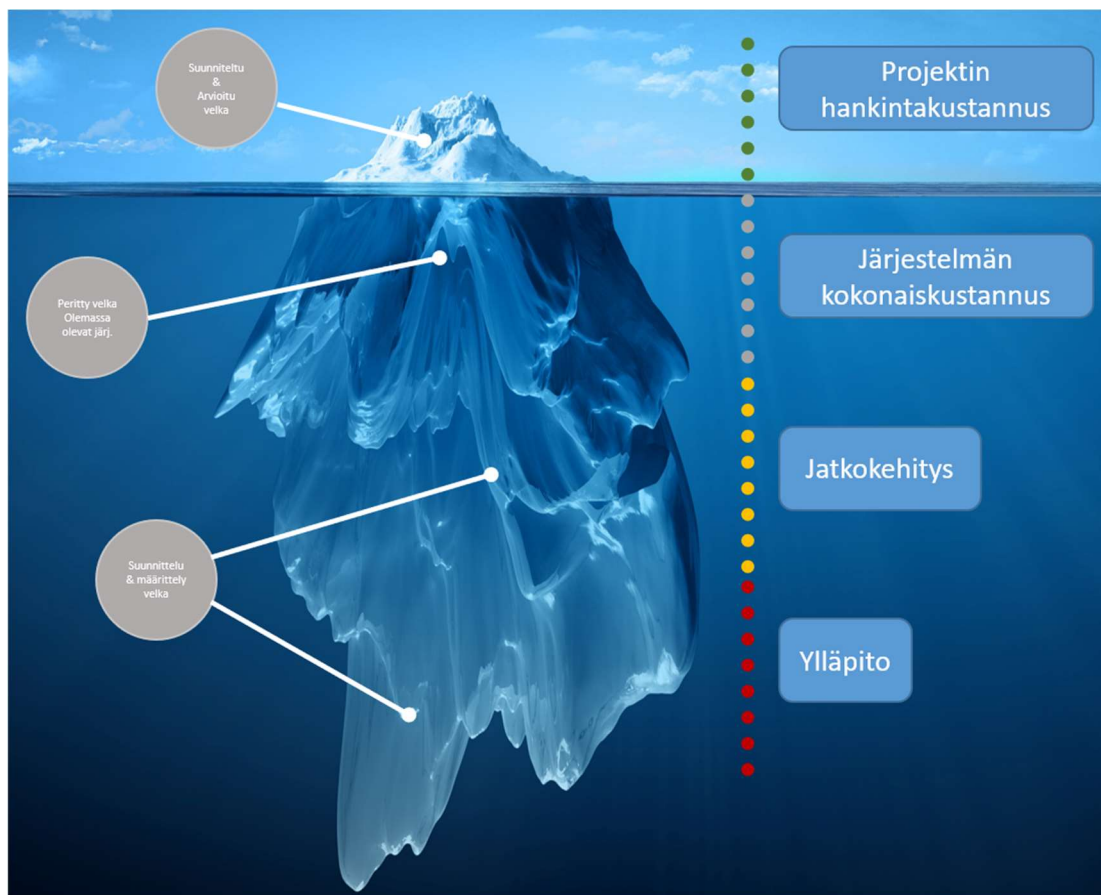 Suunniteltu
&
Arvioitu
velka
Projektin
hankintakustannus
Peritty velka
Olemassa
olevat järj.
Järjestelmän
kokonaiskustannus
Jatkokehitys
Suunnittelu
& määrittely
velka
Ylläpito